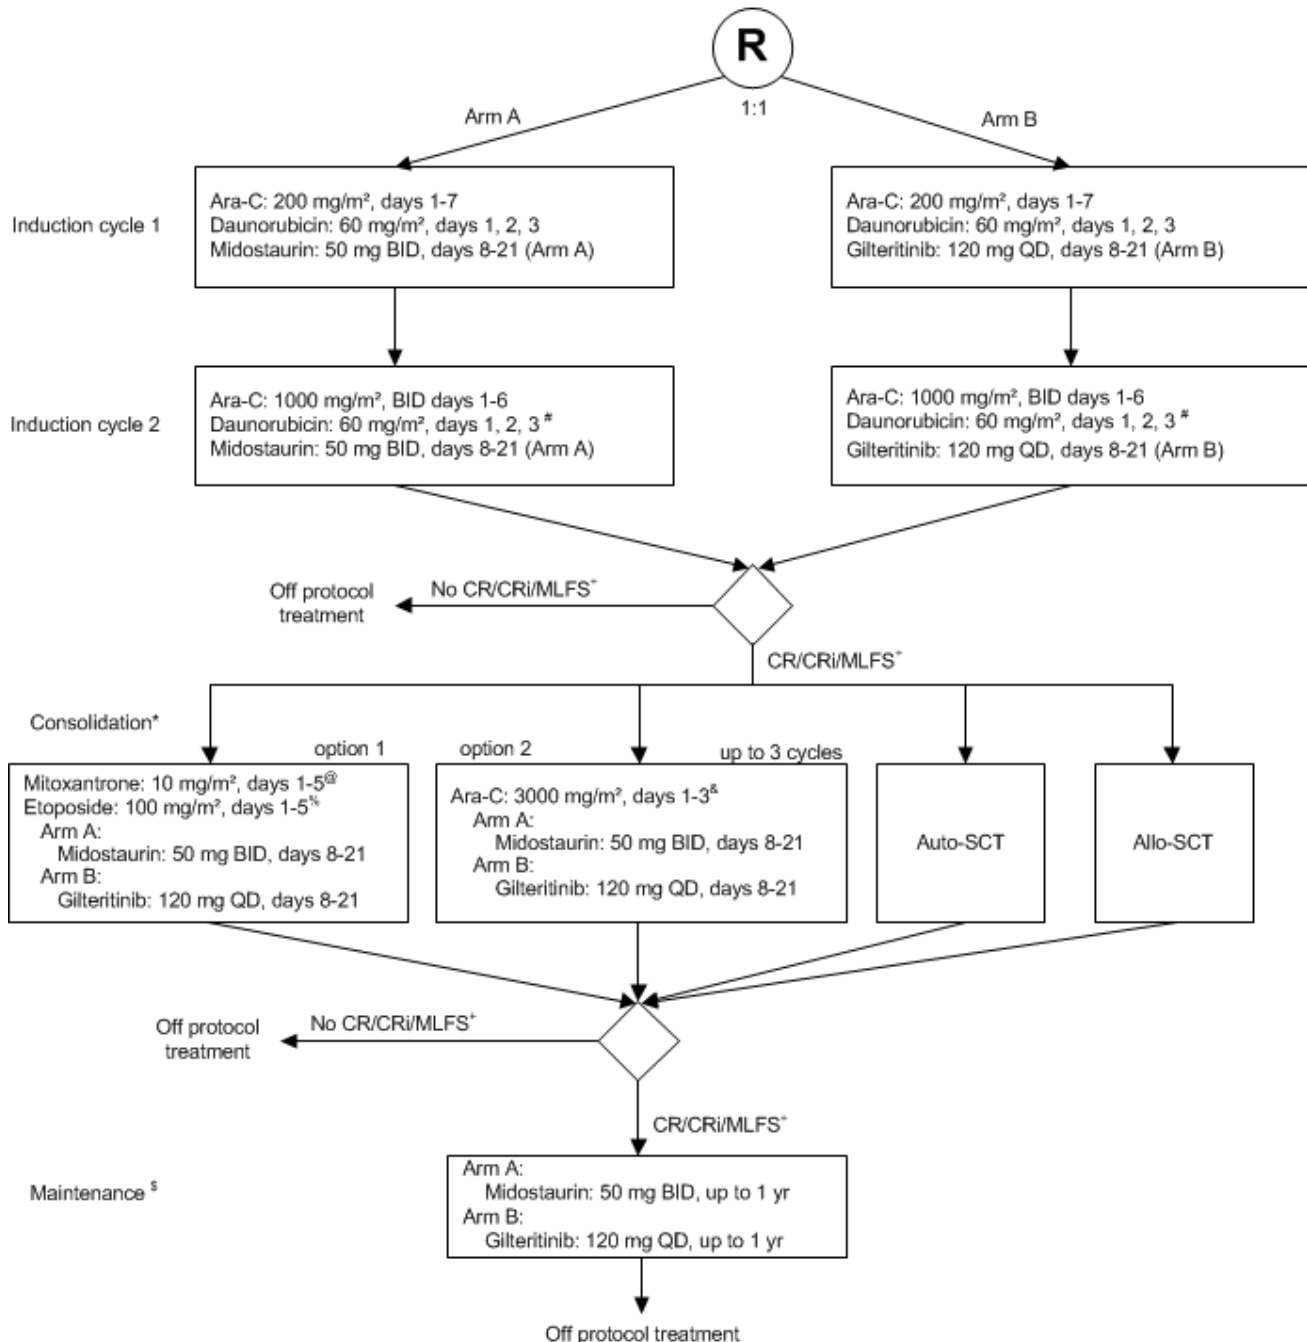 R
1:1
Arm A
Arm B
Induction cycle 1
Ara-C: 200 mg/m², days 1-7
Daunorubicin: 60 mg/m², days 1, 2, 3
Midostaurin: 50 mg BID, days 8-21 (Arm A)
Ara-C: 200 mg/m², days 1-7
Daunorubicin: 60 mg/m², days 1, 2, 3
Gilteritinib: 120 mg QD, days 8-21 (Arm B)
Induction cycle 2
Ara-C: 1000 mg/m², BID days 1-6
Daunorubicin: 60 mg/m², days 1, 2, 3 #
Midostaurin: 50 mg BID, days 8-21 (Arm A)
Ara-C: 1000 mg/m², BID days 1-6
Daunorubicin: 60 mg/m², days 1, 2, 3 #
Gilteritinib: 120 mg QD, days 8-21 (Arm B)
Off protocol
treatment
No CR/CRi/MLFS+
CR/CRi/MLFS+
Consolidation*
option 1
Mitoxantrone: 10 mg/m², days 1-5@
Etoposide: 100 mg/m², days 1-5%
Arm A:
Midostaurin: 50 mg BID, days 8-21
Arm B:
Gilteritinib: 120 mg QD, days 8-21
option 2
up to 3 cycles
Ara-C: 3000 mg/m², days 1-3&
Arm A:
Midostaurin: 50 mg BID, days 8-21
Arm B:
Gilteritinib: 120 mg QD, days 8-21
Auto-SCT
Allo-SCT
Off protocol
treatment
No CR/CRi/MLFS+
CR/CRi/MLFS+
Maintenance $
Arm A:
Midostaurin: 50 mg BID, up to 1 yr
Arm B:
Gilteritinib: 120 mg QD, up to 1 yr
Off protocol treatment